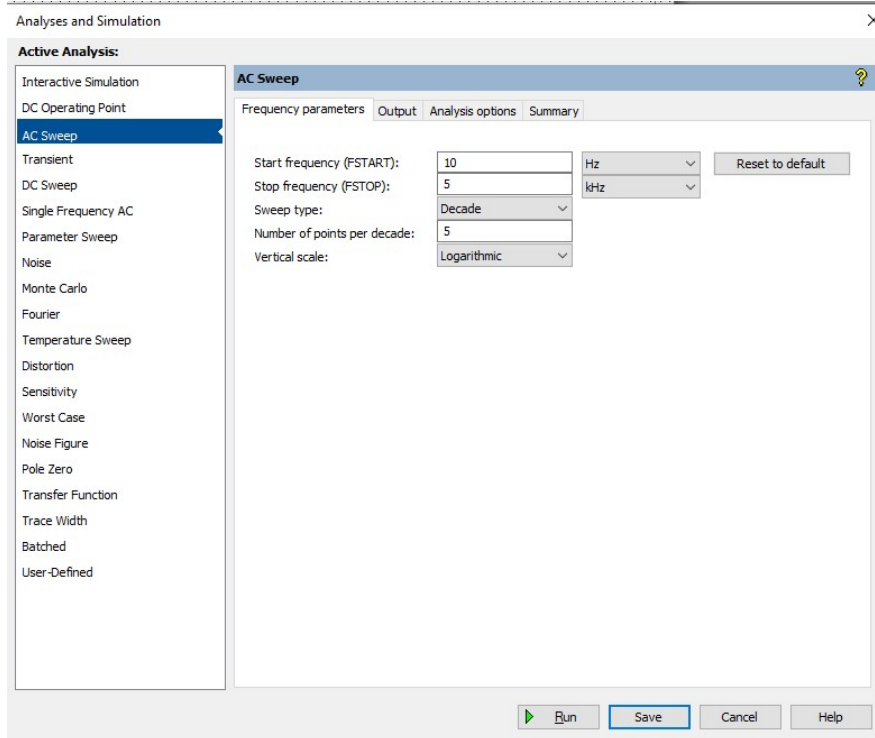 Analyses and Simulation
Active Analysis:
Interactive Simulation
DC Operating Point
AC Sweep
Transient
DC Sweep
Single Frequency AC
Parameter Sweep
Noise
Monte Carlo
Fourier
Temperature Sweep
Distortion
Sensitivity
Worst Case
Noise Figure
Pole Zero
Transfer Function
Trace Width
Batched
User-Defined
AC Sweep
Frequency parameters Output Analysis options Summary
Start frequency (FSTART): 10 Hz Reset to default
Stop frequency (FSTOP): 5 kHz
Sweep type: Decade
Number of points per decade: 5
Vertical scale: Logarithmic
Run Save Cancel Help